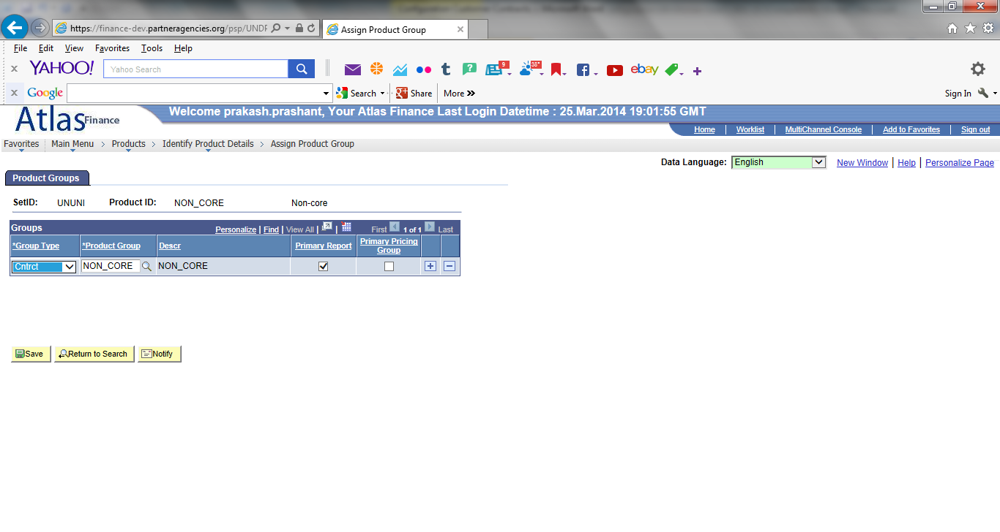 https://finance-dev.partneragencies.org/psp/UNDP
Assign Product Group
File Edit View Favorites Tools Help
YAHOO! Yahoo Search 9 38°
ebay
Google Search Share More Sign In
Atlas Finance
Welcome prakash.prashant, Your Atlas Finance Last Login Datetime : 25.Mar.2014 19:01:55 GMT
Home Worklist MultiChannel Console Add to Favorites Sign out
Favorites Main Menu > Products > Identify Product Details > Assign Product Group
Data Language: English New Window | Help | Personalize Page
Product Groups
SetID: UNUNI Product ID: NON_CORE Non-core
Groups Personalize | Find | View All | | First 1 of 1 Last
*Group Type *Product Group Descr Primary Report Primary Pricing Group
Cntrct NON_CORE NON_CORE
Save Return to Search Notify